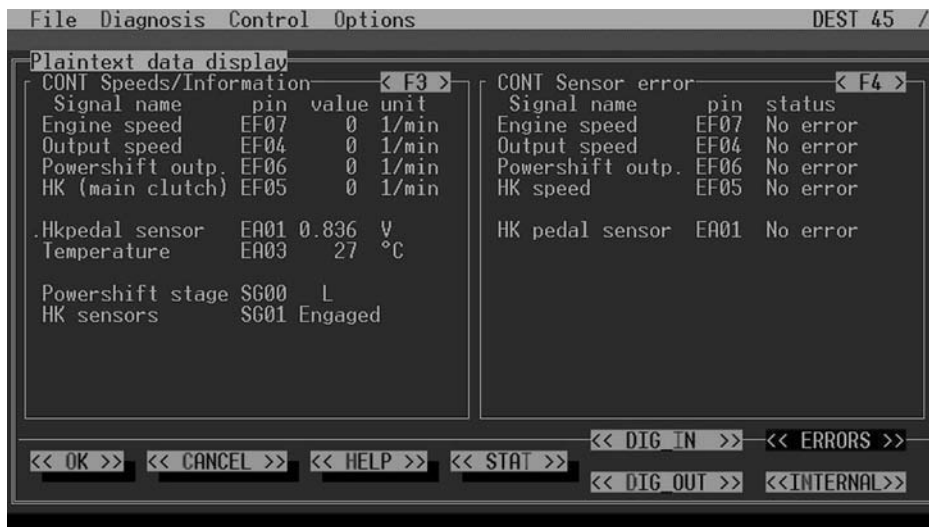 File Diagnosis Control Options DEST 45 /
Plaintext data display
CONT Speeds/Information < F3 >
Signal name pin value unit
Engine speed EF07 0 1/min
Output speed EF04 0 1/min
Powershift outp. EF06 0 1/min
HK (main clutch) EF05 0 1/min
.Hkpedal sensor EA01 0.836 V
Temperature EA03 27 °C
Powershift stage SG00 L
HK sensors SG01 Engaged
CONT Sensor error < F4 >
Signal name pin status
Engine speed EF07 No error
Output speed EF04 No error
Powershift outp. EF06 No error
HK speed EF05 No error
HK pedal sensor EA01 No error
<< DIG_IN >> << ERRORS >>
<< OK >> << CANCEL >> << HELP >> << STAT >>
<< DIG_OUT >> <<INTERNAL>>